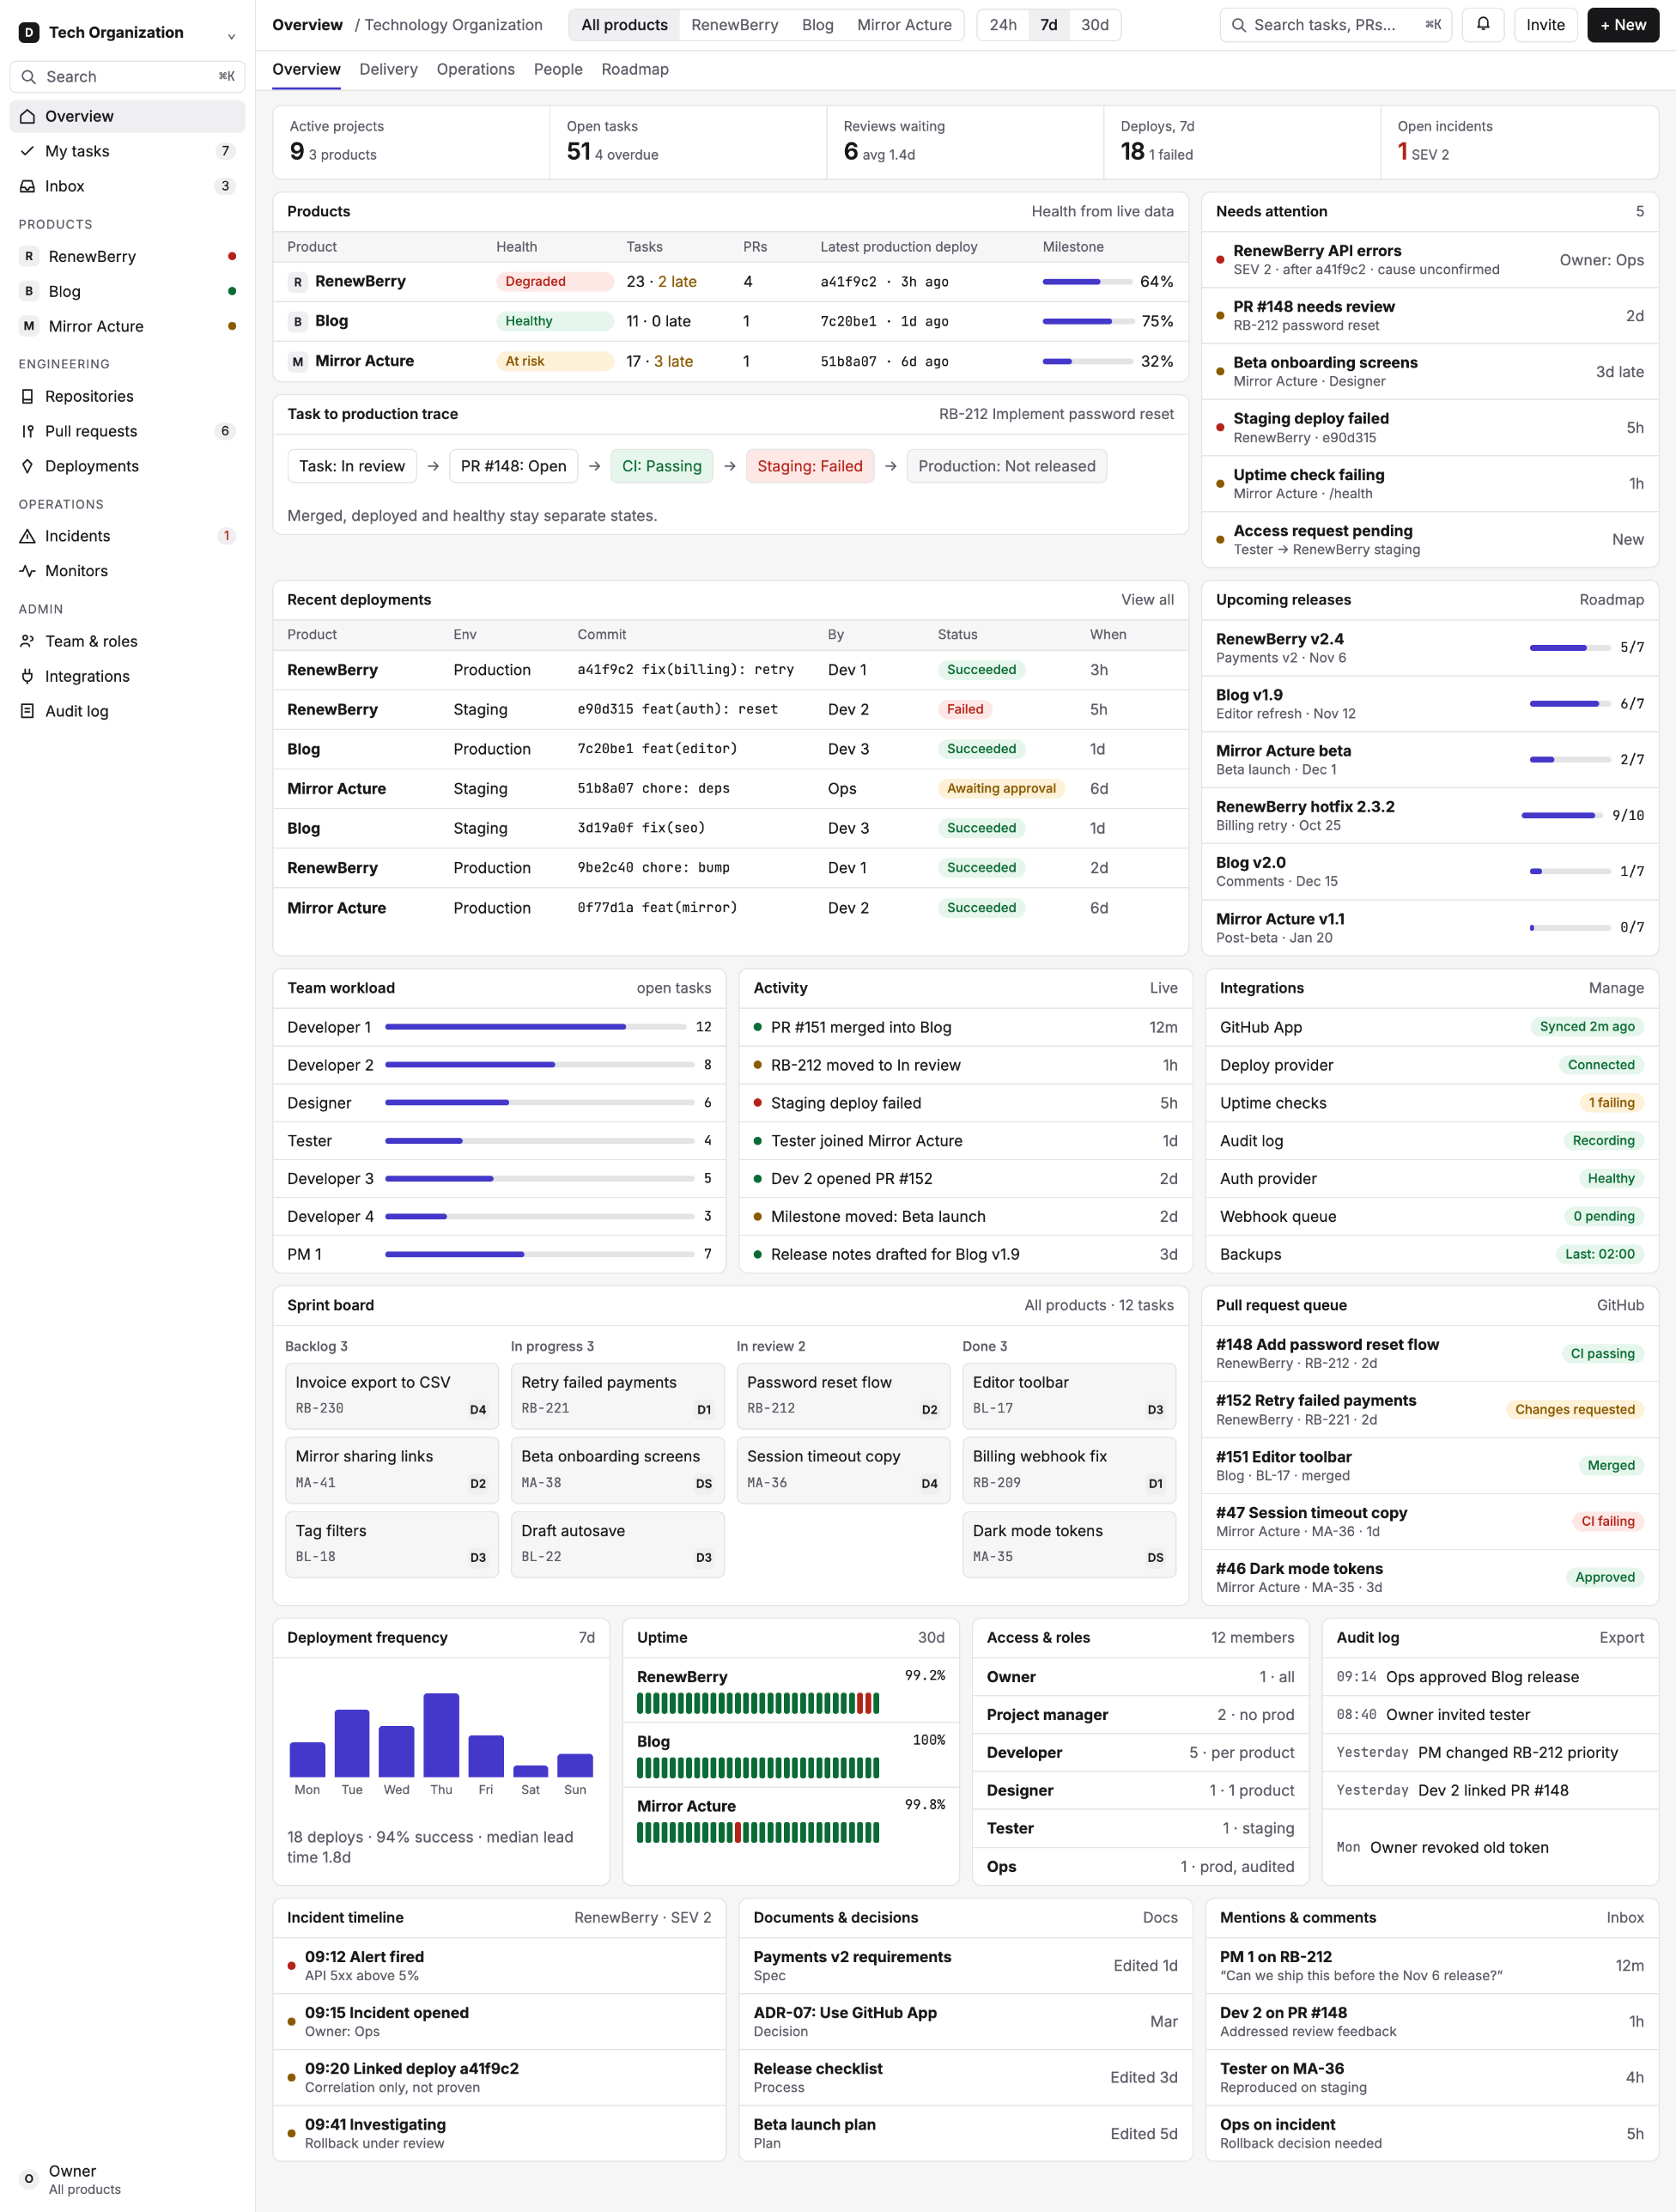 D Tech Organization
Search ⌘K
Overview
My tasks 7
Inbox 3
PRODUCTS
R RenewBerry
B Blog
M Mirror Acture
ENGINEERING
Repositories
Pull requests 6
Deployments
OPERATIONS
Incidents 1
Monitors
ADMIN
Team & roles
Integrations
Audit log
O Owner
All products
Overview / Technology Organization All products RenewBerry Blog Mirror Acture 24h 7d 30d Search tasks, PRs... ⌘K Invite + New
Overview Delivery Operations People Roadmap
Active projects
9 3 products
Open tasks
51 4 overdue
Reviews waiting
6 avg 1.4d
Deploys, 7d
18 1 failed
Open incidents
1 SEV 2
Products Health from live data
Product Health Tasks PRs Latest production deploy Milestone
R RenewBerry Degraded 23 · 2 late 4 a41f9c2 · 3h ago 64%
B Blog Healthy 11 · 0 late 1 7c20be1 · 1d ago 75%
M Mirror Acture At risk 17 · 3 late 1 51b8a07 · 6d ago 32%
Needs attention 5
RenewBerry API errors
SEV 2 · after a41f9c2 · cause unconfirmed Owner: Ops
PR #148 needs review
RB-212 password reset 2d
Beta onboarding screens
Mirror Acture · Designer 3d late
Staging deploy failed
RenewBerry · e90d315 5h
Uptime check failing
Mirror Acture · /health 1h
Access request pending
Tester → RenewBerry staging New
Task to production trace RB-212 Implement password reset
Task: In review → PR #148: Open → CI: Passing → Staging: Failed → Production: Not released
Merged, deployed and healthy stay separate states.
Recent deployments View all
Product Env Commit By Status When
RenewBerry Production a41f9c2 fix(billing): retry Dev 1 Succeeded 3h
RenewBerry Staging e90d315 feat(auth): reset Dev 2 Failed 5h
Blog Production 7c20be1 feat(editor) Dev 3 Succeeded 1d
Mirror Acture Staging 51b8a07 chore: deps Ops Awaiting approval 6d
Blog Staging 3d19a0f fix(seo) Dev 3 Succeeded 1d
RenewBerry Production 9be2c40 chore: bump Dev 1 Succeeded 2d
Mirror Acture Production 0f77d1a feat(mirror) Dev 2 Succeeded 6d
Upcoming releases Roadmap
RenewBerry v2.4
Payments v2 · Nov 6 5/7
Blog v1.9
Editor refresh · Nov 12 6/7
Mirror Acture beta
Beta launch · Dec 1 2/7
RenewBerry hotfix 2.3.2
Billing retry · Oct 25 9/10
Blog v2.0
Comments · Dec 15 1/7
Mirror Acture v1.1
Post-beta · Jan 20 0/7
Team workload open tasks
Developer 1 12
Developer 2 8
Designer 6
Tester 4
Developer 3 5
Developer 4 3
PM 1 7
Activity Live
PR #151 merged into Blog 12m
RB-212 moved to In review 1h
Staging deploy failed 5h
Tester joined Mirror Acture 1d
Dev 2 opened PR #152 2d
Milestone moved: Beta launch 2d
Release notes drafted for Blog v1.9 3d
Integrations Manage
GitHub App Synced 2m ago
Deploy provider Connected
Uptime checks 1 failing
Audit log Recording
Auth provider Healthy
Webhook queue 0 pending
Backups Last: 02:00
Sprint board All products · 12 tasks
Backlog 3
Invoice export to CSV
RB-230 D4
Mirror sharing links
MA-41 D2
Tag filters
BL-18 D3
In progress 3
Retry failed payments
RB-221 D1
Beta onboarding screens
MA-38 DS
Draft autosave
BL-22 D3
In review 2
Password reset flow
RB-212 D2
Session timeout copy
MA-36 D4
Done 3
Editor toolbar
BL-17 D3
Billing webhook fix
RB-209 D1
Dark mode tokens
MA-35 DS
Pull request queue GitHub
#148 Add password reset flow
RenewBerry · RB-212 · 2d CI passing
#152 Retry failed payments
RenewBerry · RB-221 · 2d Changes requested
#151 Editor toolbar
Blog · BL-17 · merged Merged
#47 Session timeout copy
Mirror Acture · MA-36 · 1d CI failing
#46 Dark mode tokens
Mirror Acture · MA-35 · 3d Approved
Deployment frequency 7d
Mon Tue Wed Thu Fri Sat Sun
18 deploys · 94% success · median lead
time 1.8d
Uptime 30d
RenewBerry 99.2%
Blog 100%
Mirror Acture 99.8%
Access & roles 12 members
Owner 1 · all
Project manager 2 · no prod
Developer 5 · per product
Designer 1 · 1 product
Tester 1 · staging
Ops 1 · prod, audited
Audit log Export
09:14 Ops approved Blog release
08:40 Owner invited tester
Yesterday PM changed RB-212 priority
Yesterday Dev 2 linked PR #148
Mon Owner revoked old token
Incident timeline RenewBerry · SEV 2
09:12 Alert fired
API 5xx above 5%
09:15 Incident opened
Owner: Ops
09:20 Linked deploy a41f9c2
Correlation only, not proven
09:41 Investigating
Rollback under review
Documents & decisions Docs
Payments v2 requirements
Spec Edited 1d
ADR-07: Use GitHub App
Decision Mar
Release checklist
Process Edited 3d
Beta launch plan
Plan Edited 5d
Mentions & comments Inbox
PM 1 on RB-212
“Can we ship this before the Nov 6 release?” 12m
Dev 2 on PR #148
Addressed review feedback 1h
Tester on MA-36
Reproduced on staging 4h
Ops on incident
Rollback decision needed 5h